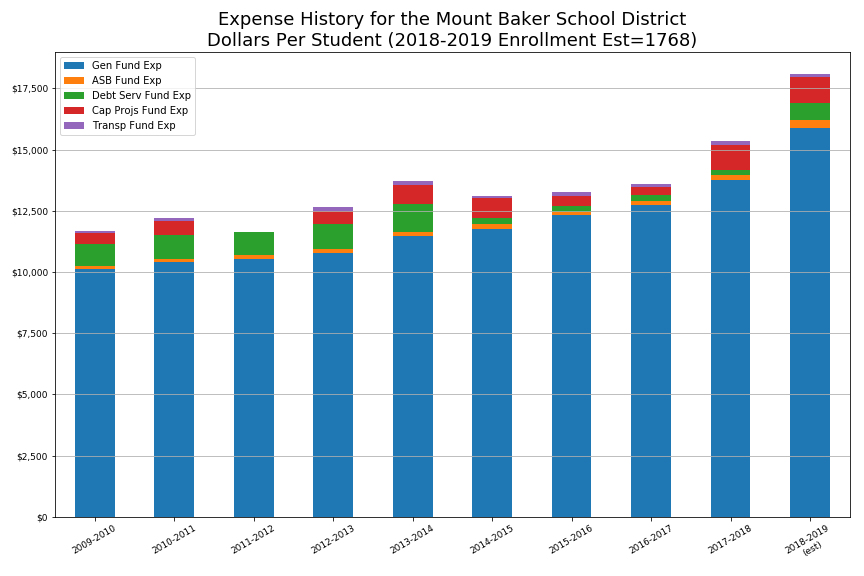 Expense History for the Mount Baker School District
Dollars Per Student (2018-2019 Enrollment Est=1768)
Gen Fund Exp
ASB Fund Exp
Debt Serv Fund Exp
Cap Projs Fund Exp
Transp Fund Exp
$17,500
$15,000
$12,500
$10,000
$7,500
$5,000
$2,500
$0
2009-2010
2010-2011
2011-2012
2012-2013
2013-2014
2014-2015
2015-2016
2016-2017
2017-2018
2018-2019
(est)